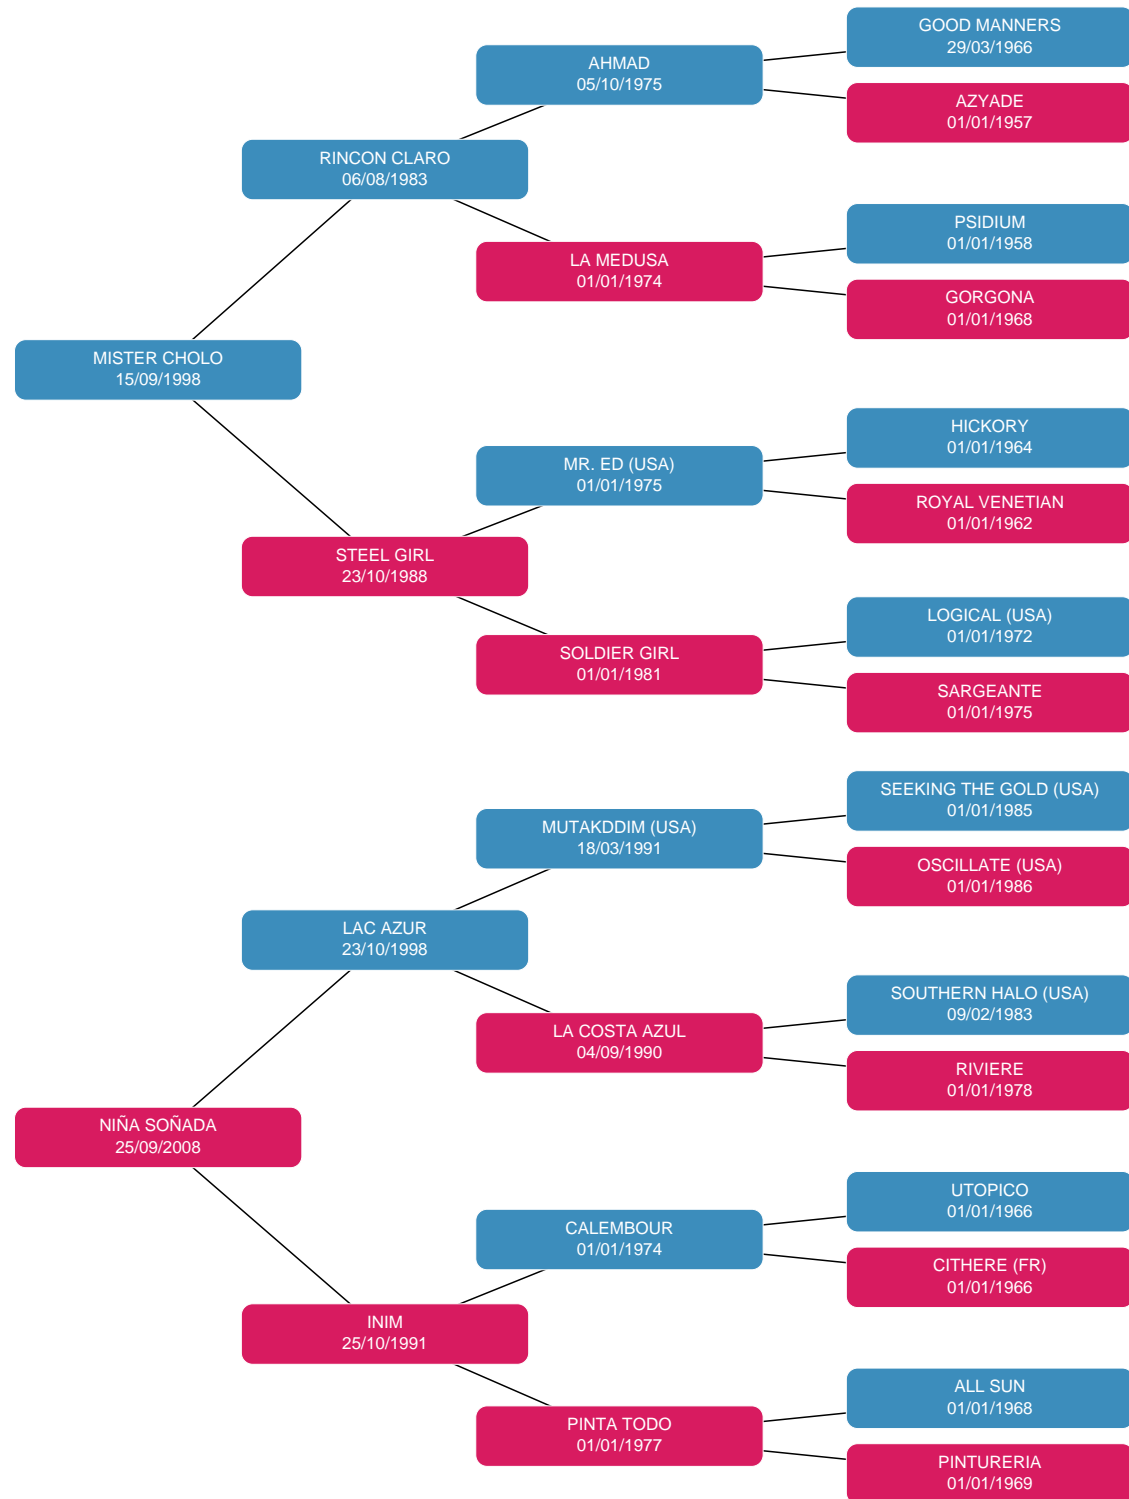 GOOD MANNERS
29/03/1966
AHMAD
05/10/1975
AZYADE
01/01/1957
RINCON CLARO
06/08/1983
PSIDIUM
01/01/1958
LA MEDUSA
01/01/1974
GORGONA
01/01/1968
MISTER CHOLO
15/09/1998
HICKORY
01/01/1964
MR. ED (USA)
01/01/1975
ROYAL VENETIAN
01/01/1962
STEEL GIRL
23/10/1988
LOGICAL (USA)
01/01/1972
SOLDIER GIRL
01/01/1981
SARGEANTE
01/01/1975
SEEKING THE GOLD (USA)
01/01/1985
MUTAKDDIM (USA)
18/03/1991
OSCILLATE (USA)
01/01/1986
LAC AZUR
23/10/1998
SOUTHERN HALO (USA)
09/02/1983
LA COSTA AZUL
04/09/1990
RIVIERE
01/01/1978
NIÑA SOÑADA
25/09/2008
UTOPICO
01/01/1966
CALEMBOUR
01/01/1974
CITHERE (FR)
01/01/1966
INIM
25/10/1991
ALL SUN
01/01/1968
PINTA TODO
01/01/1977
PINTURERIA
01/01/1969